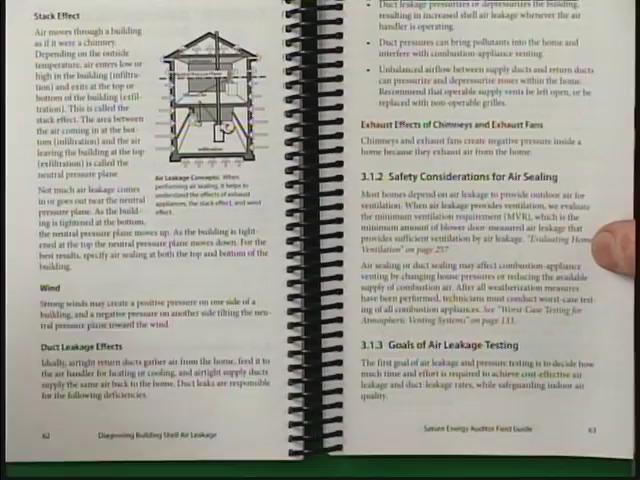 Stack Effect
Air moves through a building
as if it were a chimney.
Depending on the outside
temperature, air enters low or
high in the building (infiltra-
tion) and exits at the top or
bottom of the building (exfil-
tration). This is called the
stack effect. The area between
the air coming in at the bot-
tom (infiltration) and the air
leaving the building at the top
(exfiltration) is called the
neutral pressure plane.
Not much air leakage comes
in or goes out near the neutral
pressure plane. As the build-
ing is tightened at the bottom,
the neutral pressure plane moves up. As the building is tight-
ened at the top the neutral pressure plane moves down. For the
best results, specify air sealing at both the top and bottom of the
building.
infiltration
Air Leakage Concepts: When
performing air sealing, it helps to
understand the effects of exhaust
appliances, the stack effect, and wind
effect.
Wind
Strong winds may create a positive pressure on one side of a
building, and a negative pressure on another side tilting the neu-
tral pressure plane toward the wind.
Duct Leakage Effects
Ideally, airtight return ducts gather air from the home, feed it to
the air handler for heating or cooling, and airtight supply ducts
supply the same air back to the home. Duct leaks are responsible
for the following deficiencies.
62
Diagnosing Building Shell Air Leakage
• Duct leakage pressurizes or depressurizes the building,
resulting in increased shell air leakage whenever the air
handler is operating.
• Duct pressures can bring pollutants into the home and
interfere with combustion-appliance venting.
• Unbalanced airflow between supply ducts and return ducts
can pressurize and depressurize zones within the home.
Recommend that operable supply vents be left open, or be
replaced with non-operable grilles.
Exhaust Effects of Chimneys and Exhaust Fans
Chimneys and exhaust fans create negative pressure inside a
home because they exhaust air from the home.
3.1.2 Safety Considerations for Air Sealing
Most homes depend on air leakage to provide outdoor air for
ventilation. When air leakage provides ventilation, we evaluate
the minimum ventilation requirement (MVR), which is the
minimum amount of blower door-measured air leakage that
provides sufficient ventilation by air leakage. "Evaluating Home
Ventilation" on page 257
Air sealing or duct sealing may affect combustion-appliance
venting by changing house pressures or reducing the available
supply of combustion air. After all weatherization measures
have been performed, technicians must conduct worst-case test-
ing of all combustion appliances. See "Worst-Case Testing for
Atmospheric Venting Systems" on page
3.1.3 Goals of Air Leakage Testing
The first goal of air leakage and pressure testing is to decide how
much time and effort is required to achieve cost-effective air
leakage and duct-leakage rates, while safeguarding indoor air
quality.
Saturn Energy Auditor Field Guide
63